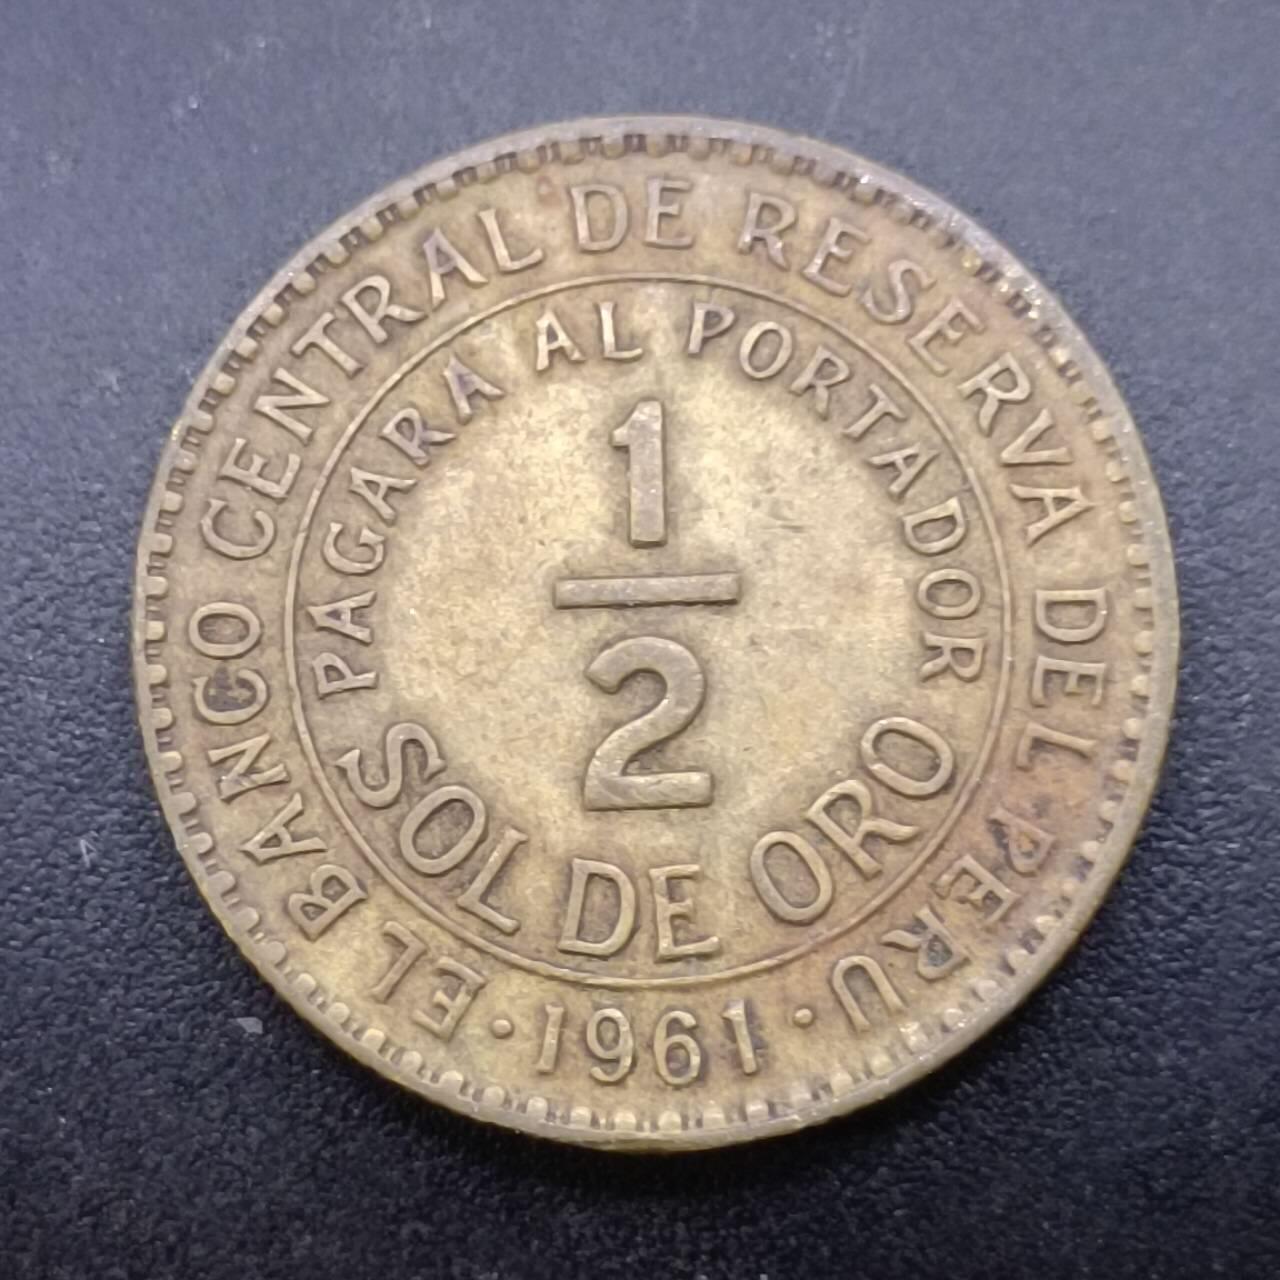 EL BANCO CENTRAL DE RESERVA DEL PERU
PAGARA AL PORTADOR
1
2
SOL DE ORO
· 1961 ·